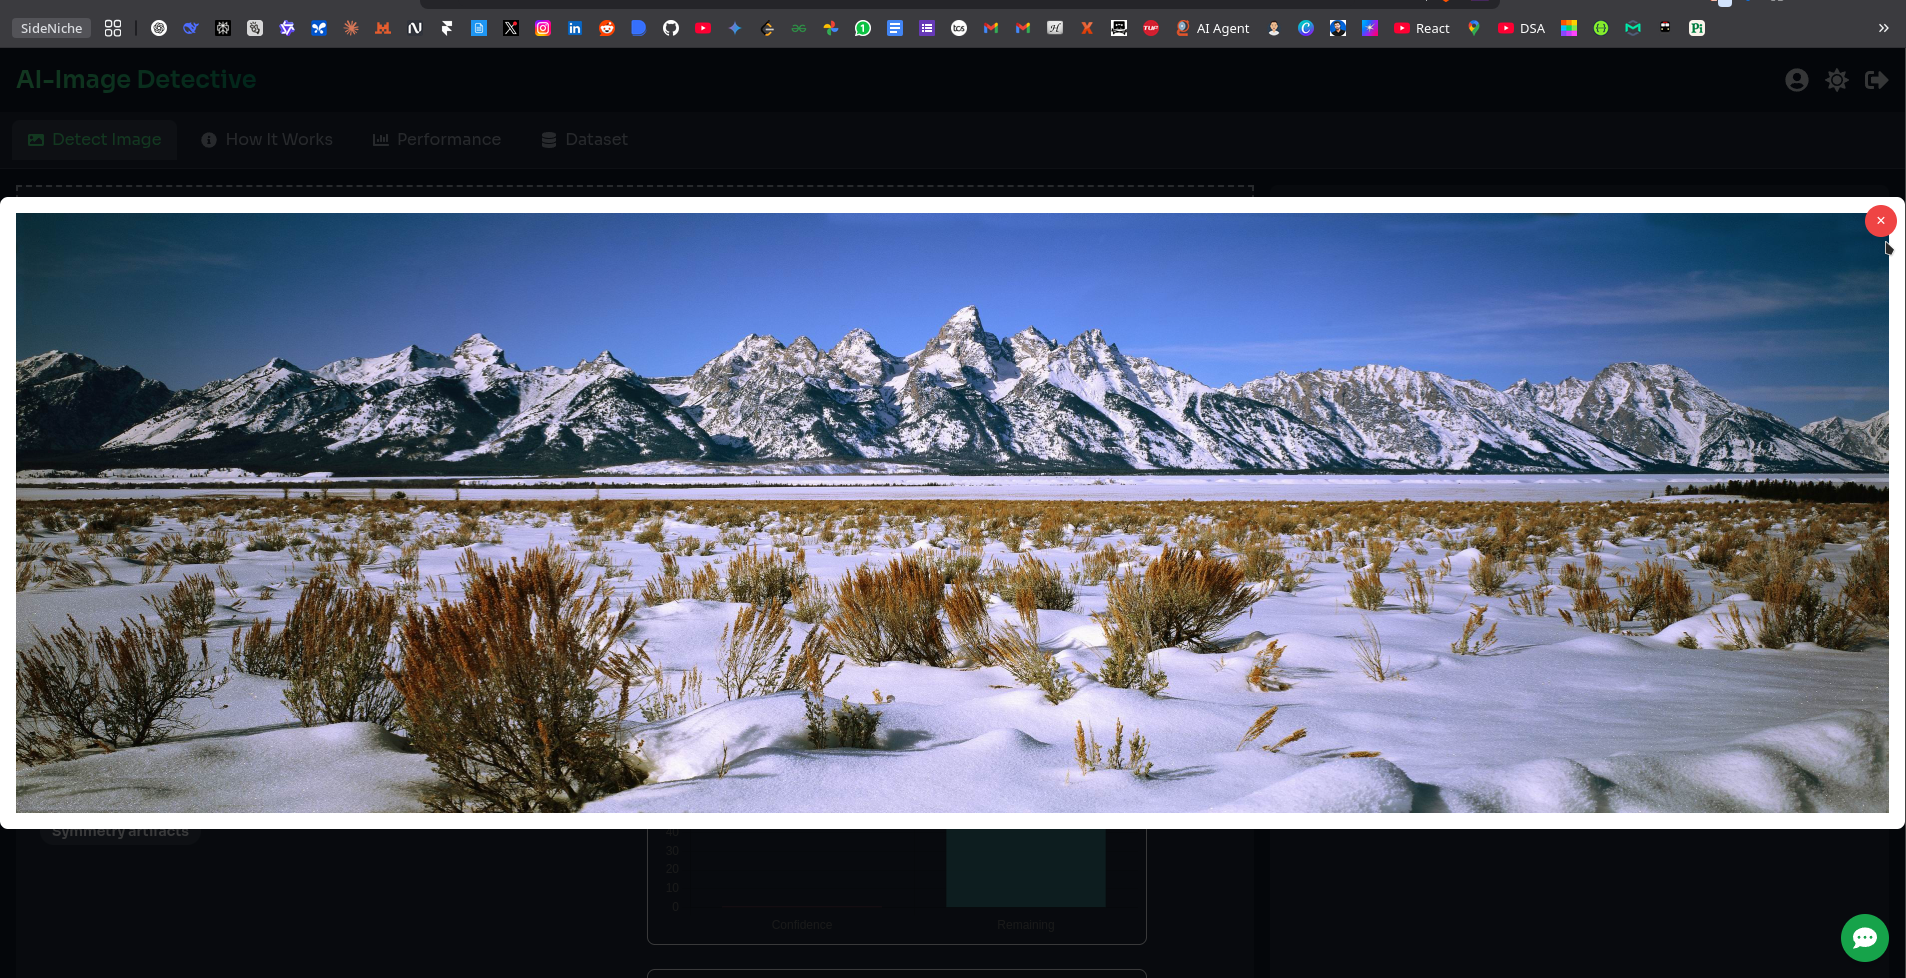 SideNiche
AI Agent
React
DSA
AI-Image Detective
Detect Image
How It Works
Performance
Dataset
×
Symmetry artifacts
40
30
20
10
0
Confidence
Remaining